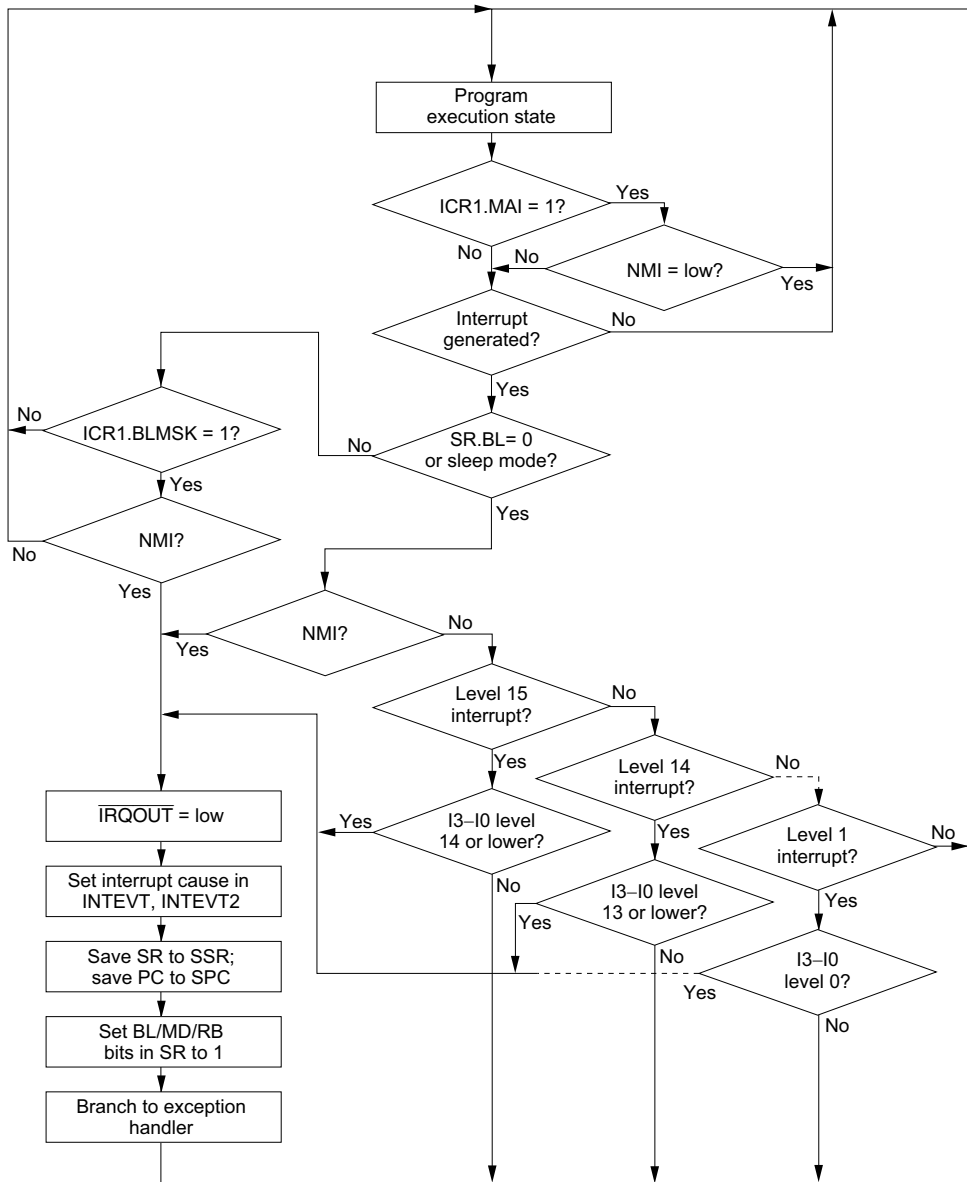 Program
execution state
ICR1.MAI = 1?
Yes
No
NMI = low?
No
Yes
Interrupt
generated?
No
Yes
ICR1.BLMSK = 1?
No
Yes
SR.BL= 0
or sleep mode?
No
Yes
NMI?
No
Yes
NMI?
Yes
No
Level 15
interrupt?
No
Yes
Level 14
interrupt?
No
Yes
Level 1
interrupt?
No
Yes
I3–I0 level
14 or lower?
Yes
No
I3–I0 level
13 or lower?
Yes
No
I3–I0
level 0?
Yes
No
IRQOUT = low
Set interrupt cause in
INTEVT, INTEVT2
Save SR to SSR;
save PC to SPC
Set BL/MD/RB
bits in SR to 1
Branch to exception
handler